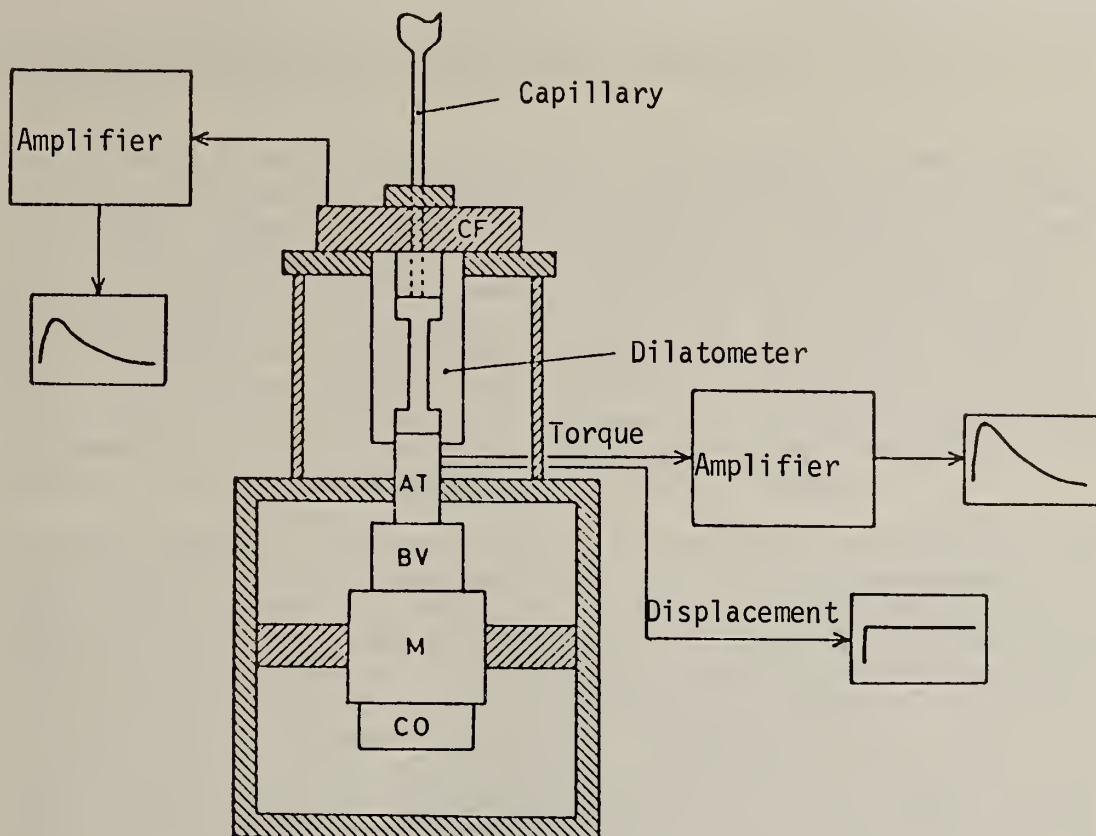 Capillary
Amplifier
CF
Dilatometer
Torque
Amplifier
AT
BV
Displacement
M
CO